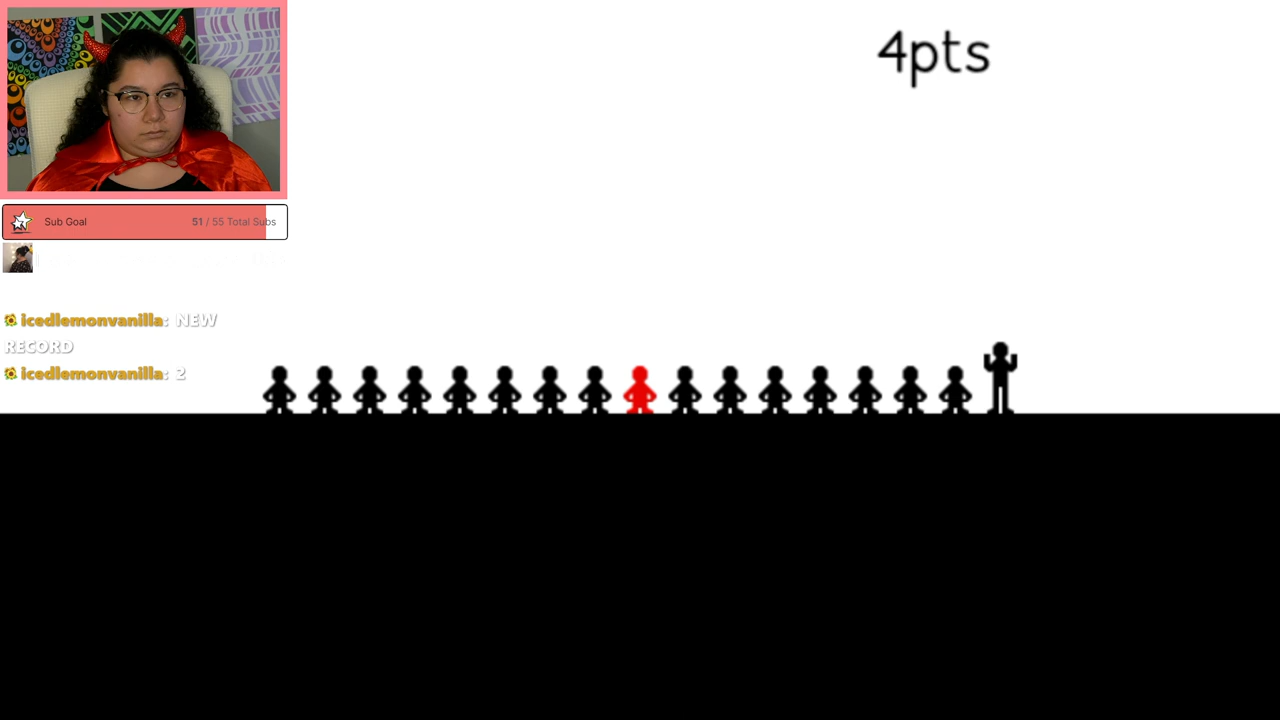 4pts
Sub Goal 51 / 55 Total Subs
icedlemonvanilla: NEW
RECORD
icedlemonvanilla: 2